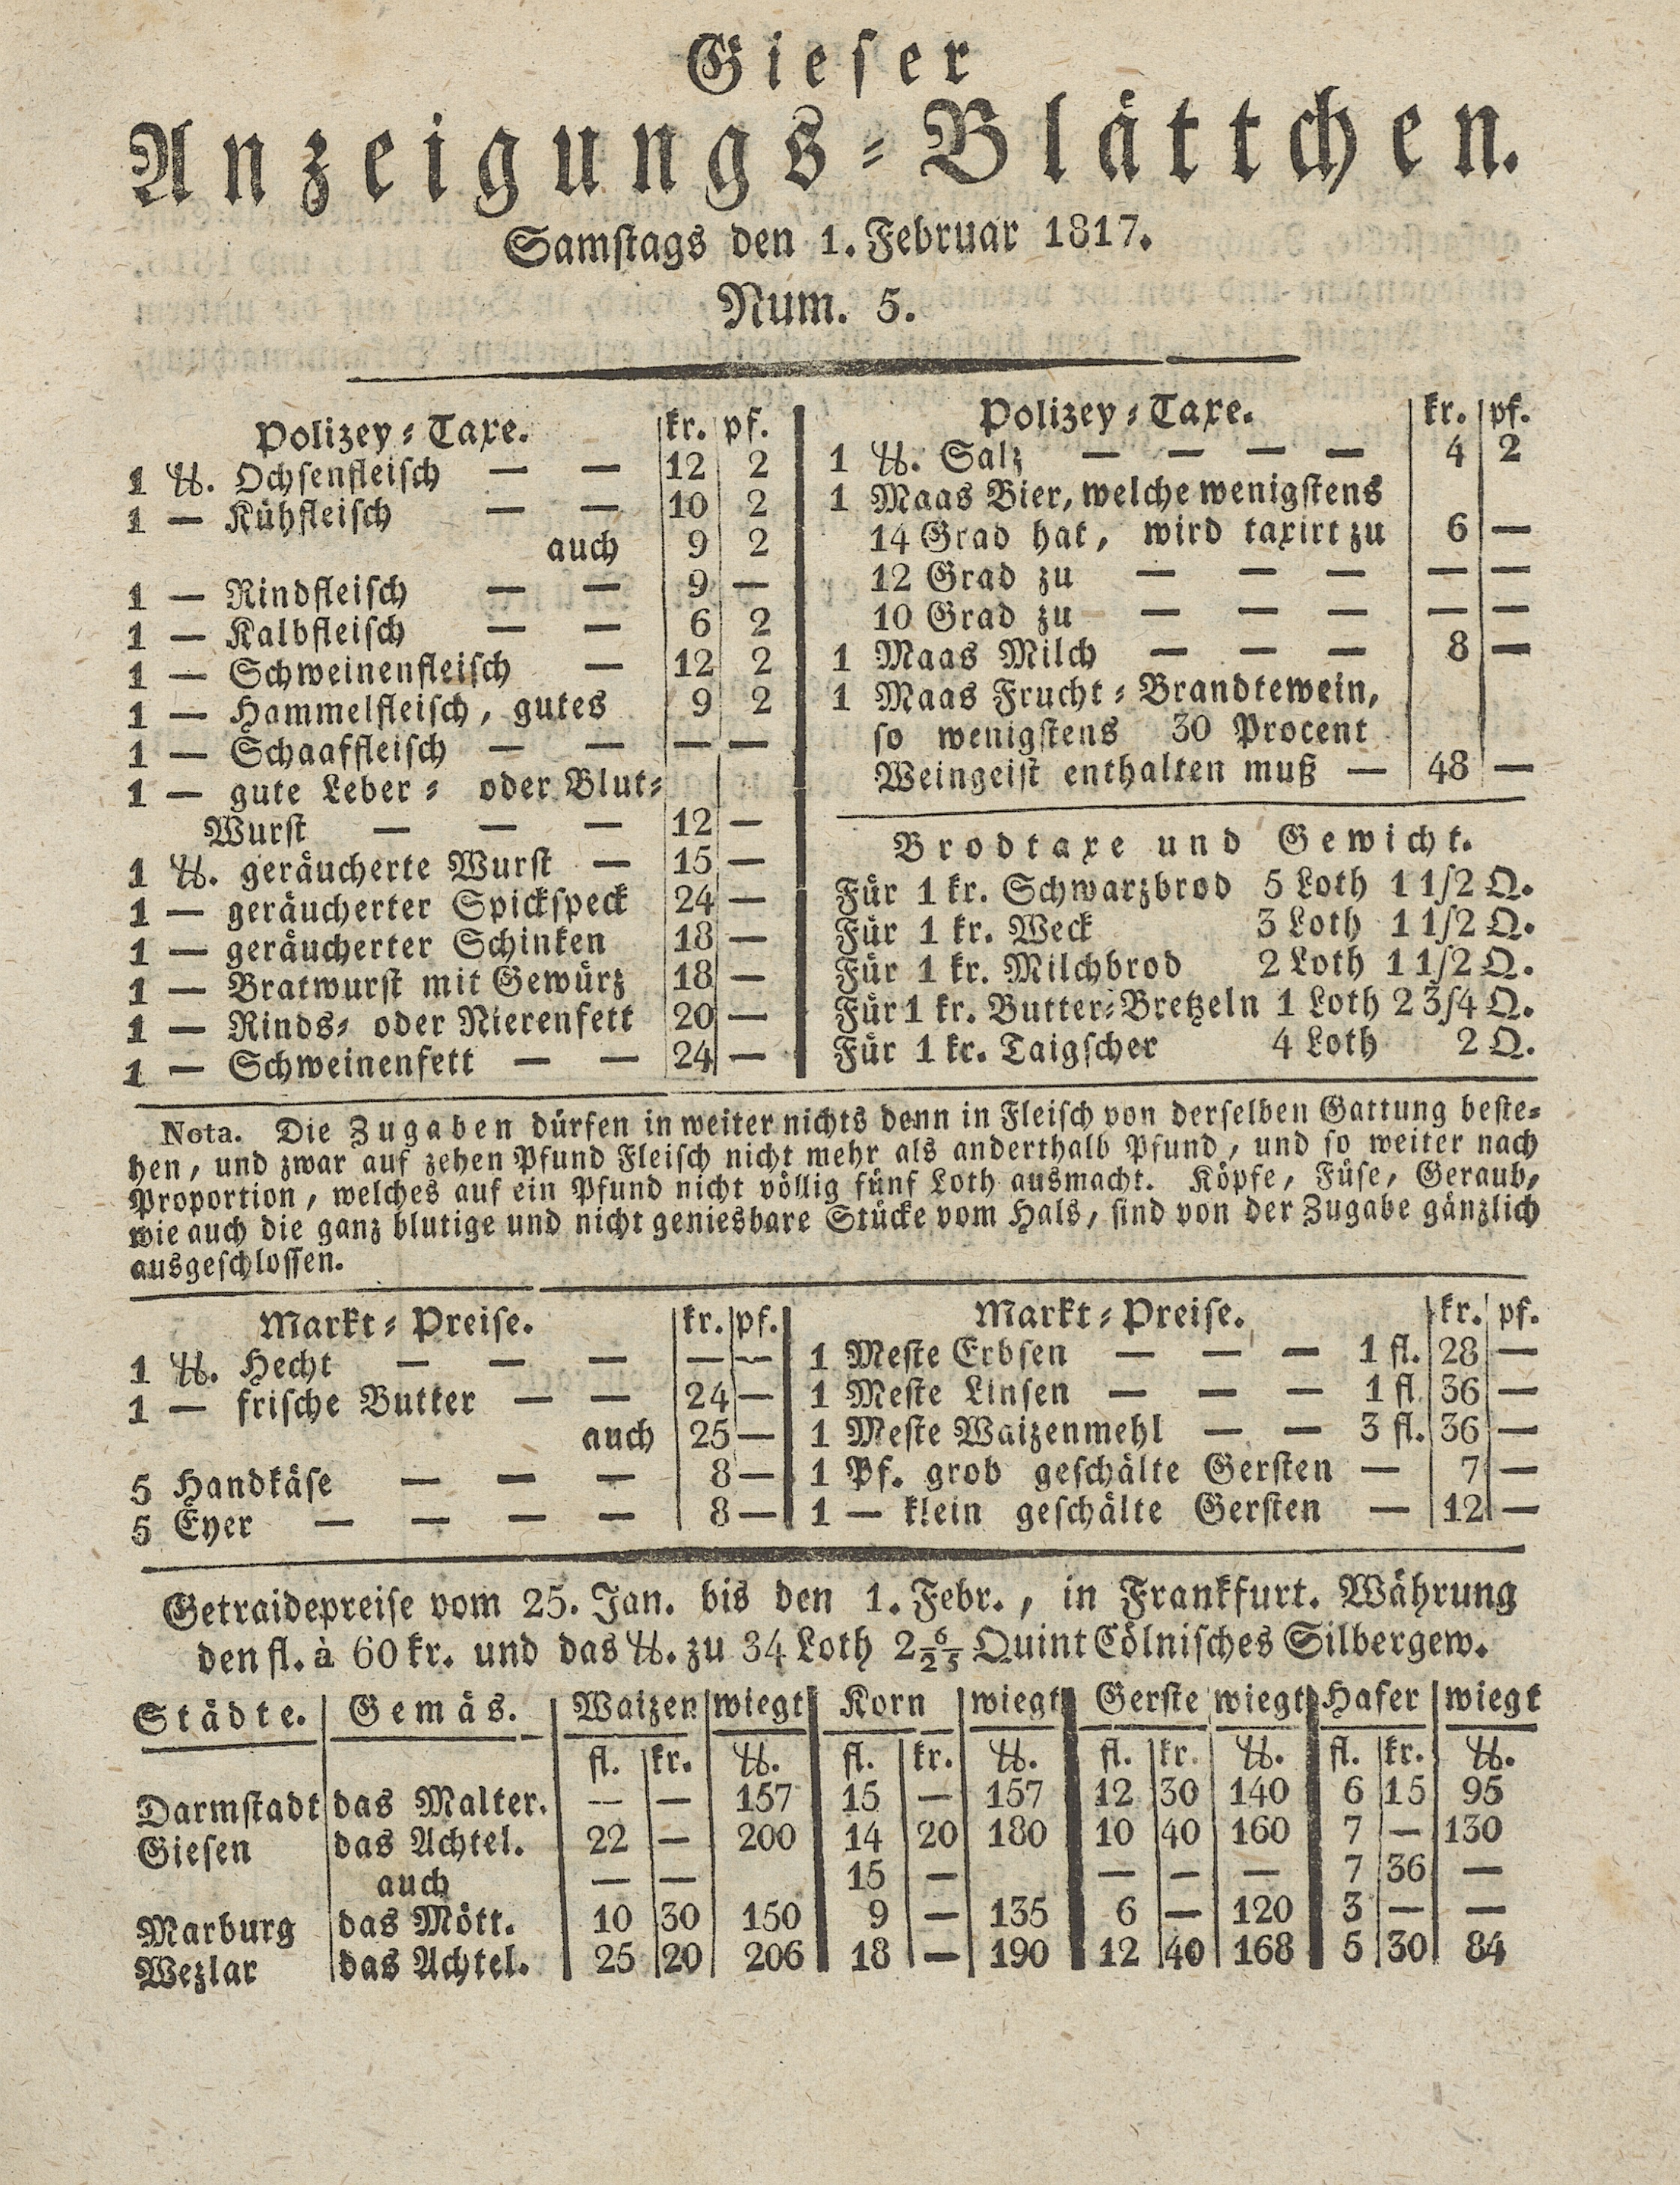 Gieser
Anzeigungs-Blättchen.
Samstags den 1. Februar 1817.
Num. 5.
Polizey-Taxe. kr. pf.
1 ℔. Ochsenfleisch — — 12 2
1 — Kühfleisch — — 10 2
auch 9 2
1 — Rindfleisch — — 9 —
1 — Kalbfleisch — — 6 2
1 — Schweinenfleisch — 12 2
1 — Hammelfleisch, gutes 9 2
1 — Schaaffleisch — — — —
1 — gute Leber- oder Blut-
Wurst — — — 12 —
1 ℔. geräucherte Wurst — 15 —
1 — geräucherter Spickspeck 24 —
1 — geräucherter Schinken 18 —
1 — Bratwurst mit Gewürz 18 —
1 — Rinds- oder Nierenfett 20 —
1 — Schweinenfett — — 24 —
Polizey-Taxe. kr. pf.
1 ℔. Salz — — — — 4 2
1 Maas Bier, welche wenigstens
14 Grad hat, wird taxirt zu 6 —
12 Grad zu — — — — —
10 Grad zu — — — — —
1 Maas Milch — — — 8 —
1 Maas Frucht-Brandtewein,
so wenigstens 30 Procent
Weingeist enthalten muß — 48 —
Brodtaxe und Gewicht.
Für 1 kr. Schwarzbrod 5 Loth 1 1/2 Q.
Für 1 kr. Weck 3 Loth 1 1/2 Q.
Für 1 kr. Milchbrod 2 Loth 1 1/2 Q.
Für 1 kr. Butter-Bretzeln 1 Loth 2 3/4 Q.
Für 1 kr. Taigscher 4 Loth 2 Q.
Nota. Die Zugaben dürfen in weiter nichts denn in Fleisch von derselben Gattung beste-
hen, und zwar auf zehen Pfund Fleisch nicht mehr als anderthalb Pfund, und so weiter nach
Proportion, welches auf ein Pfund nicht völlig fünf Loth ausmacht. Köpfe, Füse, Geraub,
wie auch die ganz blutige und nicht geniesbare Stücke vom Hals, sind von der Zugabe gänzlich
ausgeschlossen.
Markt-Preise. kr. pf.
1 ℔. Hecht — — — — —
1 — frische Butter — — 24 —
auch 25 —
5 Handkäse — — — 8 —
5 Eyer — — — — 8 —
Markt-Preise. kr. pf.
1 Meste Erbsen — — — 1 fl. 28 —
1 Meste Linsen — — — 1 fl. 36 —
1 Meste Waizenmehl — — 3 fl. 36 —
1 Pf. grob geschälte Gersten — 7 —
1 — klein geschälte Gersten — 12 —
Getraidepreise vom 25. Jan. bis den 1. Febr., in Frankfurt. Währung
den fl. à 60 kr. und das ℔. zu 34 Loth 2 6/25 Quint Cölnisches Silbergew.
Städte. Gemäs. Waizen wiegt Korn wiegt Gerste wiegt Hafer wiegt
fl. kr. ℔. fl. kr. ℔. fl. kr. ℔. fl. kr. ℔.
Darmstadt das Malter. — — 157 15 — 157 12 30 140 6 15 95
Giesen das Achtel. 22 — 200 14 20 180 10 40 160 7 — 130
auch — — 15 — — — — 7 36 —
Marburg das Mött. 10 30 150 9 — 135 6 — 120 3 — —
Wezlar das Achtel. 25 20 206 18 — 190 12 40 168 5 30 84